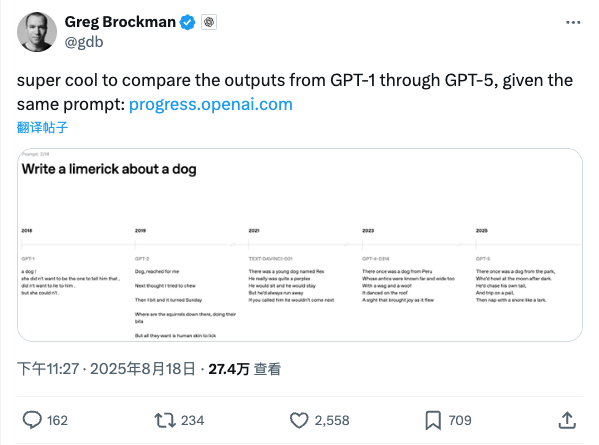 Greg Brockman
@gdb
super cool to compare the outputs from GPT-1 through GPT-5, given the
same prompt: progress.openai.com
翻译帖子
Prompt: 2/14
Write a limerick about a dog
2018
2019
2021
2023
2025
GPT-1
a dog !
she did n't want to be the one to tell him that ,
did n't want to lie to him .
but she could n't .
GPT-2
Dog, reached for me
Next thought I tried to chew
Then I bit and it turned Sunday
Where are the squirrels down there, doing their
bits
But all they want is human skin to lick
TEXT-DAVINCI-001
There was a young dog named Rex
He really was quite a perplex
He would sit and he would stay
But he'd always run away
If you called him he wouldn't come next
GPT-4-0314
There once was a dog from Peru
Whose antics were known far and wide too
With a wag and a woof
It danced on the roof
A sight that brought joy as it flew
GPT-5
There once was a dog from the park,
Who'd howl at the moon after dark.
He'd chase his own tail,
And trip on a pail,
Then nap with a snore like a lark.
下午11:27 · 2025年8月18日 · 27.4万 查看
162
234
2,558
709